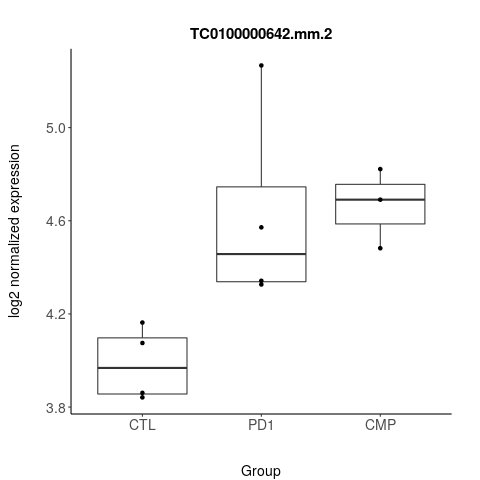 TC0100000642.mm.2
log2 normalized expression
5.0
4.6
4.2
3.8
CTL PD1 CMP
Group